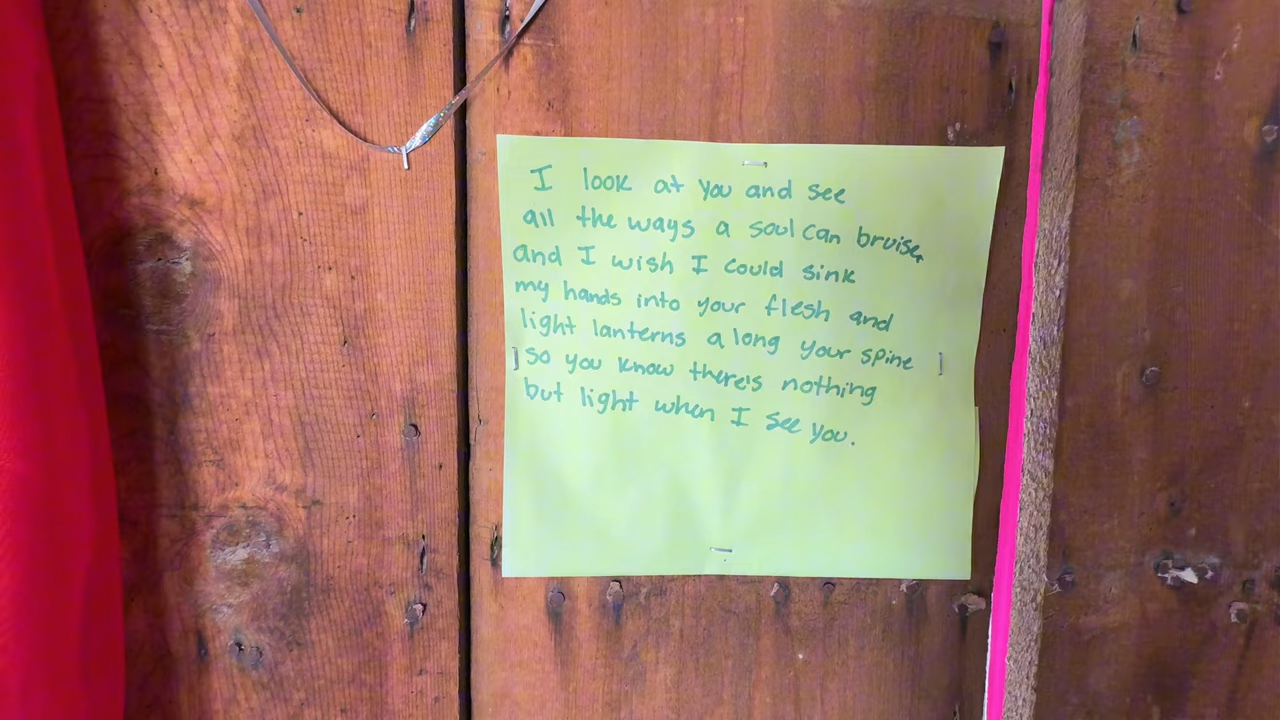 I look at you and see
all the ways a soul can bruise,
and I wish I could sink
my hands into your flesh and
light lanterns along your spine
so you know there's nothing
but light when I see you.